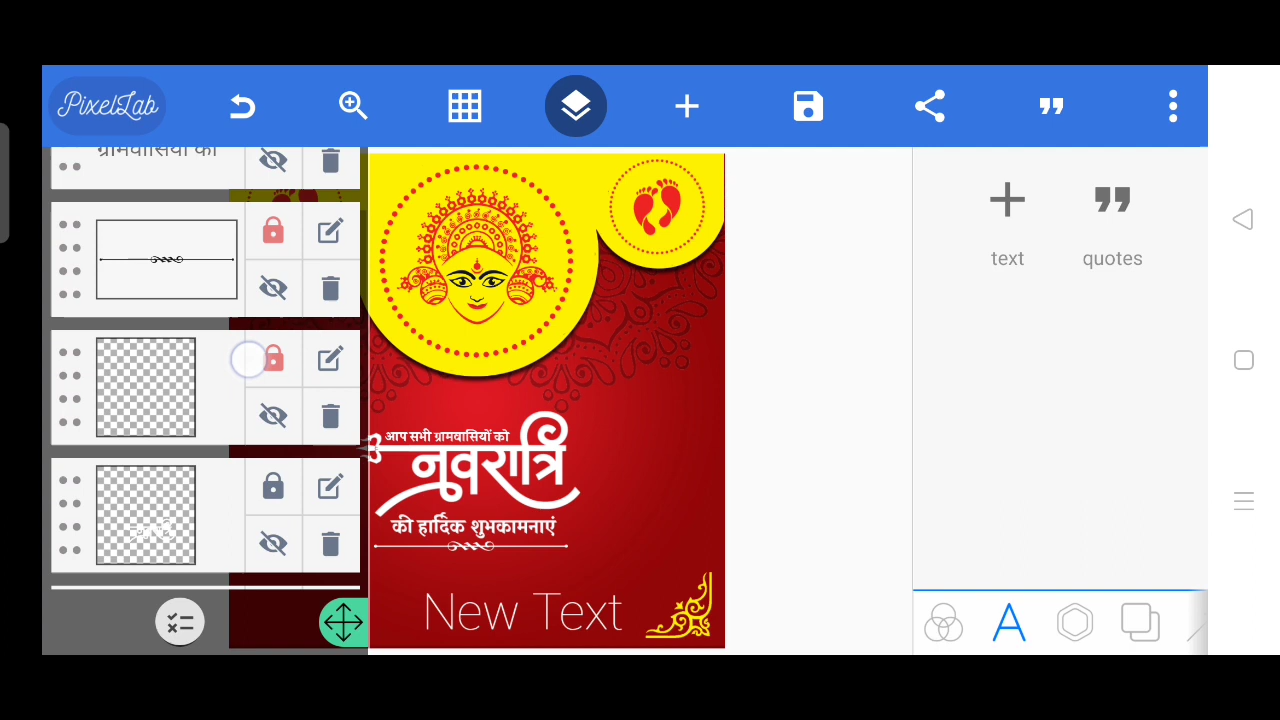 PixelLab
ग्रामवासियों को
आप सभी ग्रामवासियों को
नवरात्रि
की हार्दिक शुभकामनाएं
New Text
text
quotes